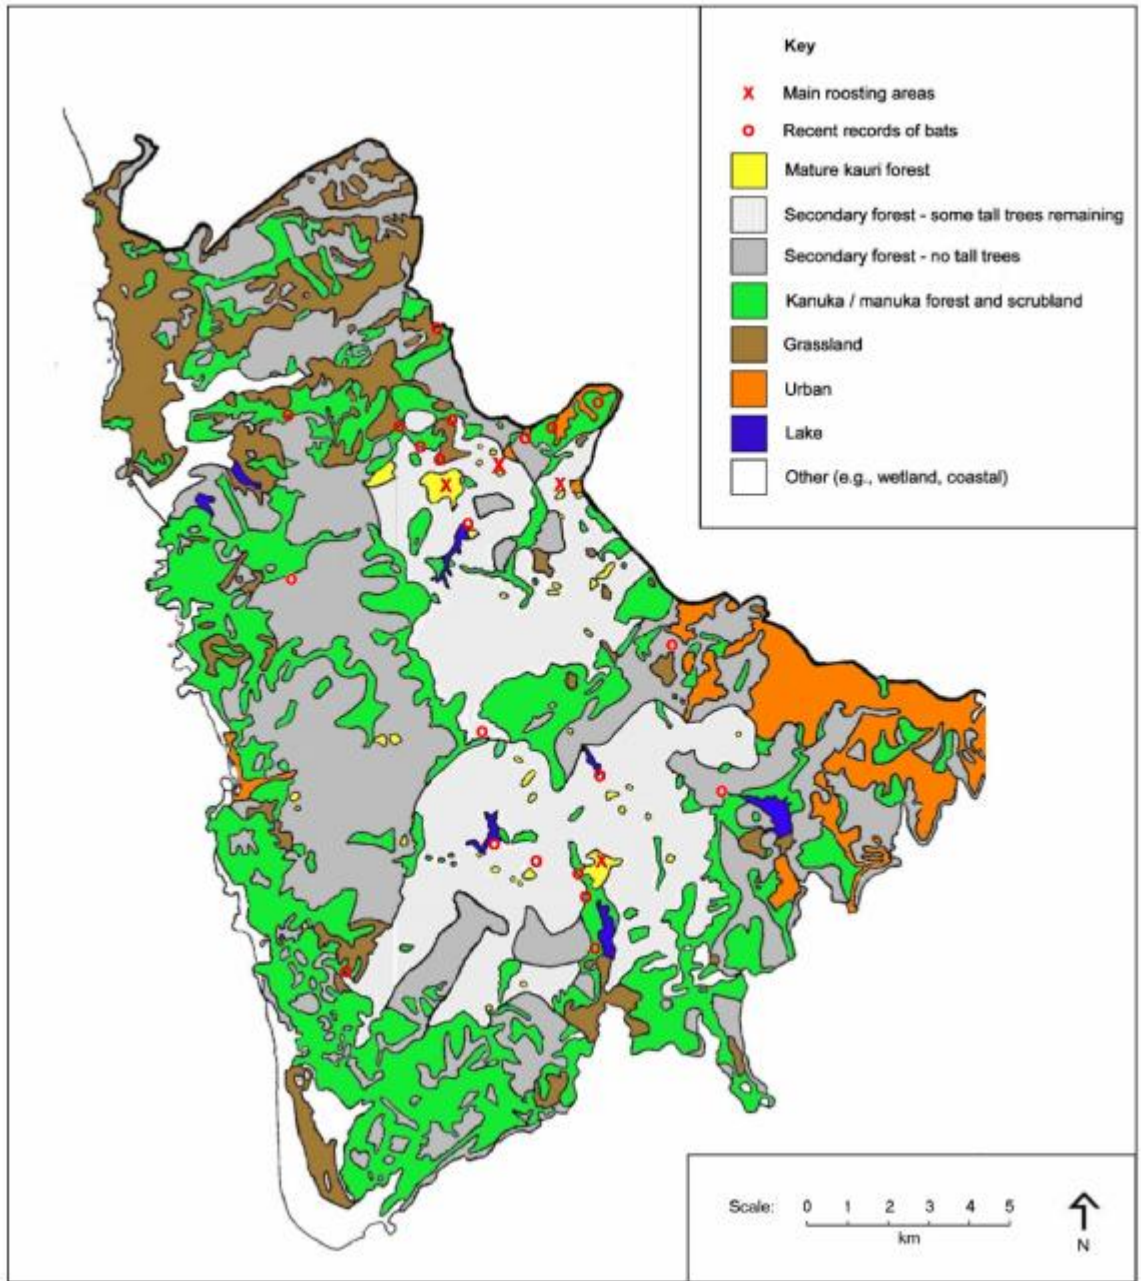 Key
X Main roosting areas
o Recent records of bats
Mature kauri forest
Secondary forest - some tall trees remaining
Secondary forest - no tall trees
Kanuka / manuka forest and scrubland
Grassland
Urban
Lake
Other (e.g., wetland, coastal)
Scale: 0 1 2 3 4 5
km
N